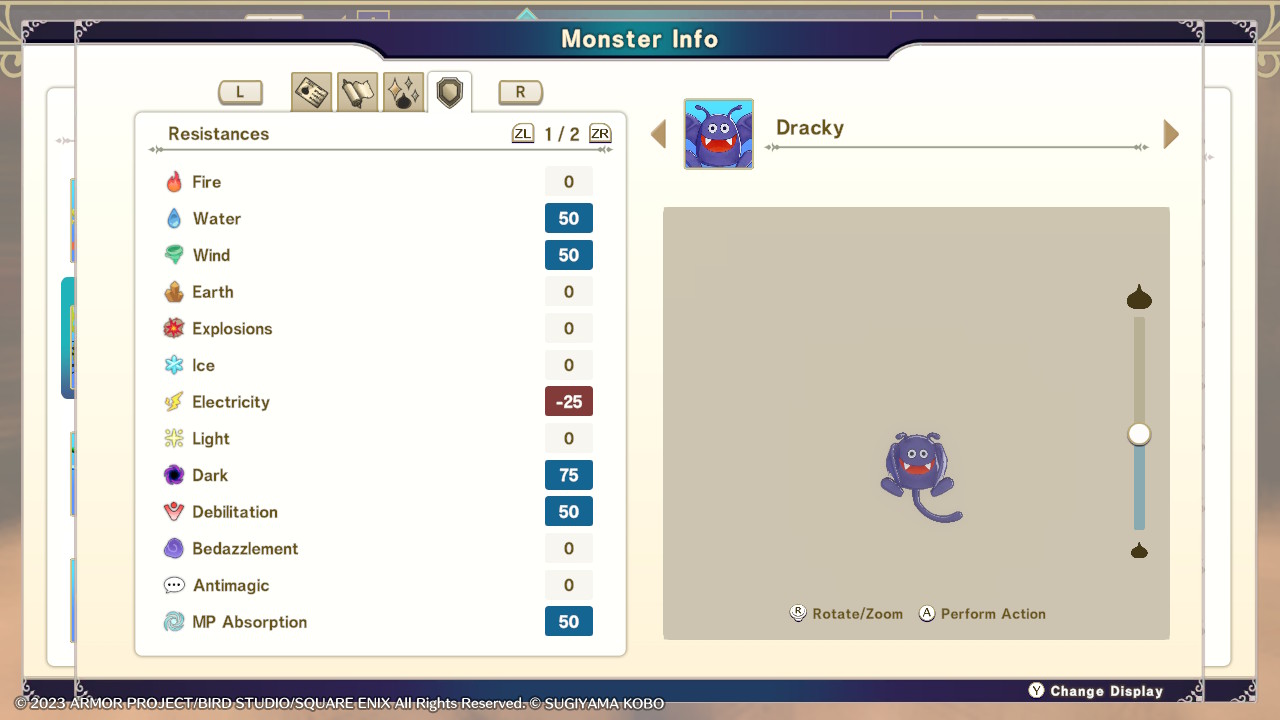 Monster Info
L
R
Resistances
ZL 1 / 2 ZR
Fire 0
Water 50
Wind 50
Earth 0
Explosions 0
Ice 0
Electricity -25
Light 0
Dark 75
Debilitation 50
Bedazzlement 0
Antimagic 0
MP Absorption 50
Dracky
R Rotate/Zoom A Perform Action
Y Change Display
© 2023 ARMOR PROJECT/BIRD STUDIO/SQUARE ENIX All Rights Reserved. © SUGIYAMA KOBO